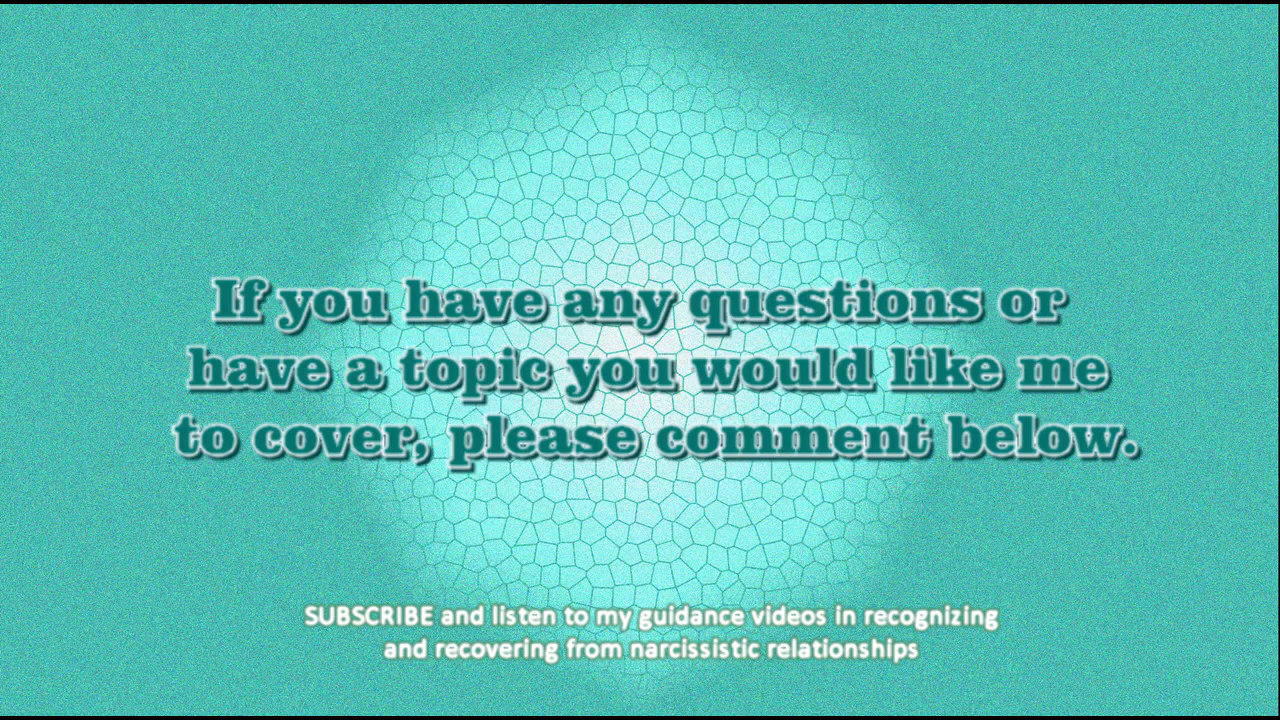 If you have any questions or
have a topic you would like me
to cover, please comment below.
SUBSCRIBE and listen to my guidance videos in recognizing
and recovering from narcissistic relationships